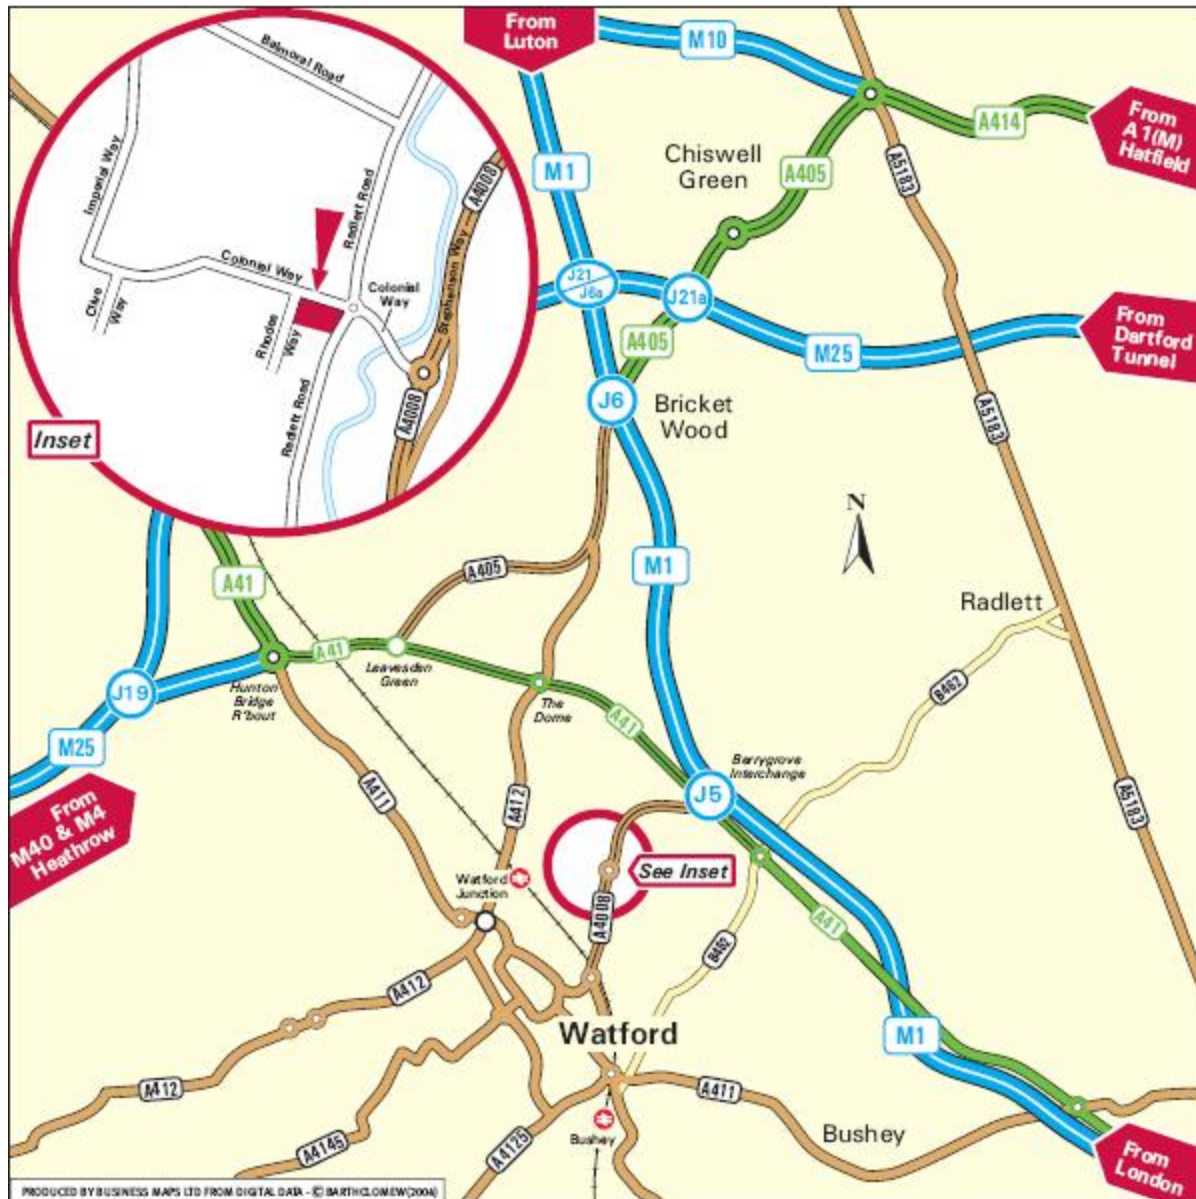 From
Luton
M10
A414
From
A1(M)
Hatfield
Chiswell
Green
A405
A5183
M1
J21
J6a
J21a
M25
From
Dartford
Tunnel
A405
J6
Bricket
Wood
A5183
Balmoral Road
Imperial Way
Radlett Road
A4008
Stephenson Way
Colonial Way
Colonial
Way
Clive
Way
Rhodes
Way
Radlett Road
A4008
Inset
N
M1
A405
A41
Radlett
A41
Leavesden
Green
Hunton
Bridge
R'bout
J19
M25
The
Dome
A41
B462
Berrygrove
Interchange
J5
From
M40 & M4
Heathrow
A411
A412
A5183
Watford
Junction
See Inset
A4008
A41
B462
A412
Watford
M1
A412
A411
Bushey
A4145
A4125
Bushey
From
London
PRODUCED BY BUSINESS MAPS LTD FROM DIGITAL DATA - © BARTHOLOMEW(2004)